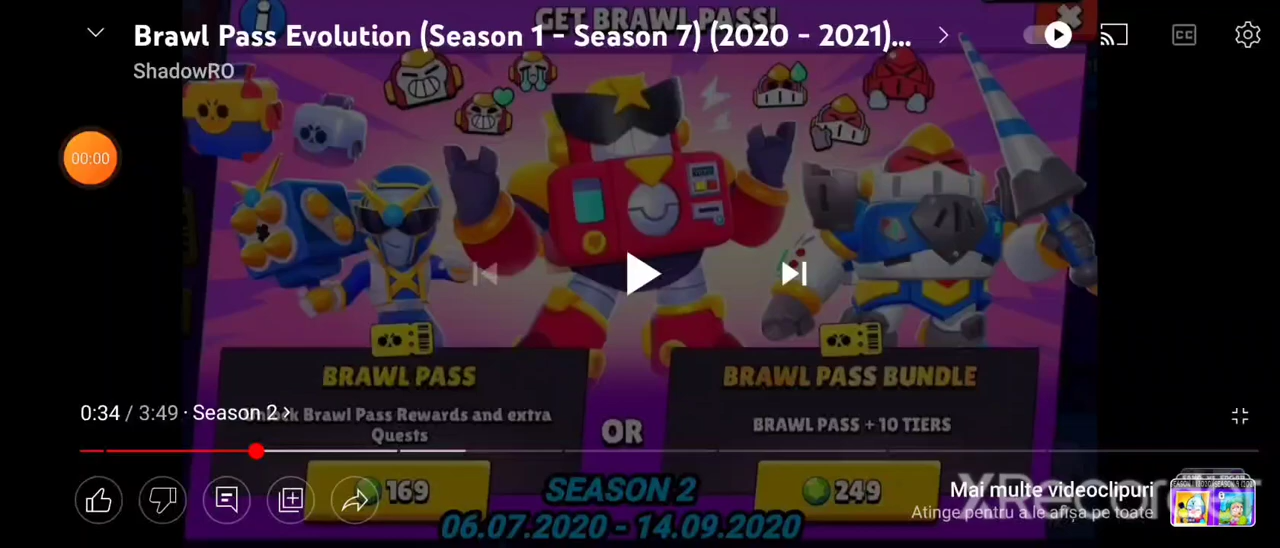 GET BRAWL PASS!
Brawl Pass Evolution (Season 1 - Season 7) (2020 - 2021)...
ShadowRO
CC
00:00
BRAWL PASS
BRAWL PASS BUNDLE
0:34 / 3:49 · Season 2
Unlock Brawl Pass Rewards and extra
Quests
OR
BRAWL PASS + 10 TIERS
169
SEASON 2
249
06.07.2020 - 14.09.2020
Mai multe videoclipuri
Atinge pentru a le afișa pe toate